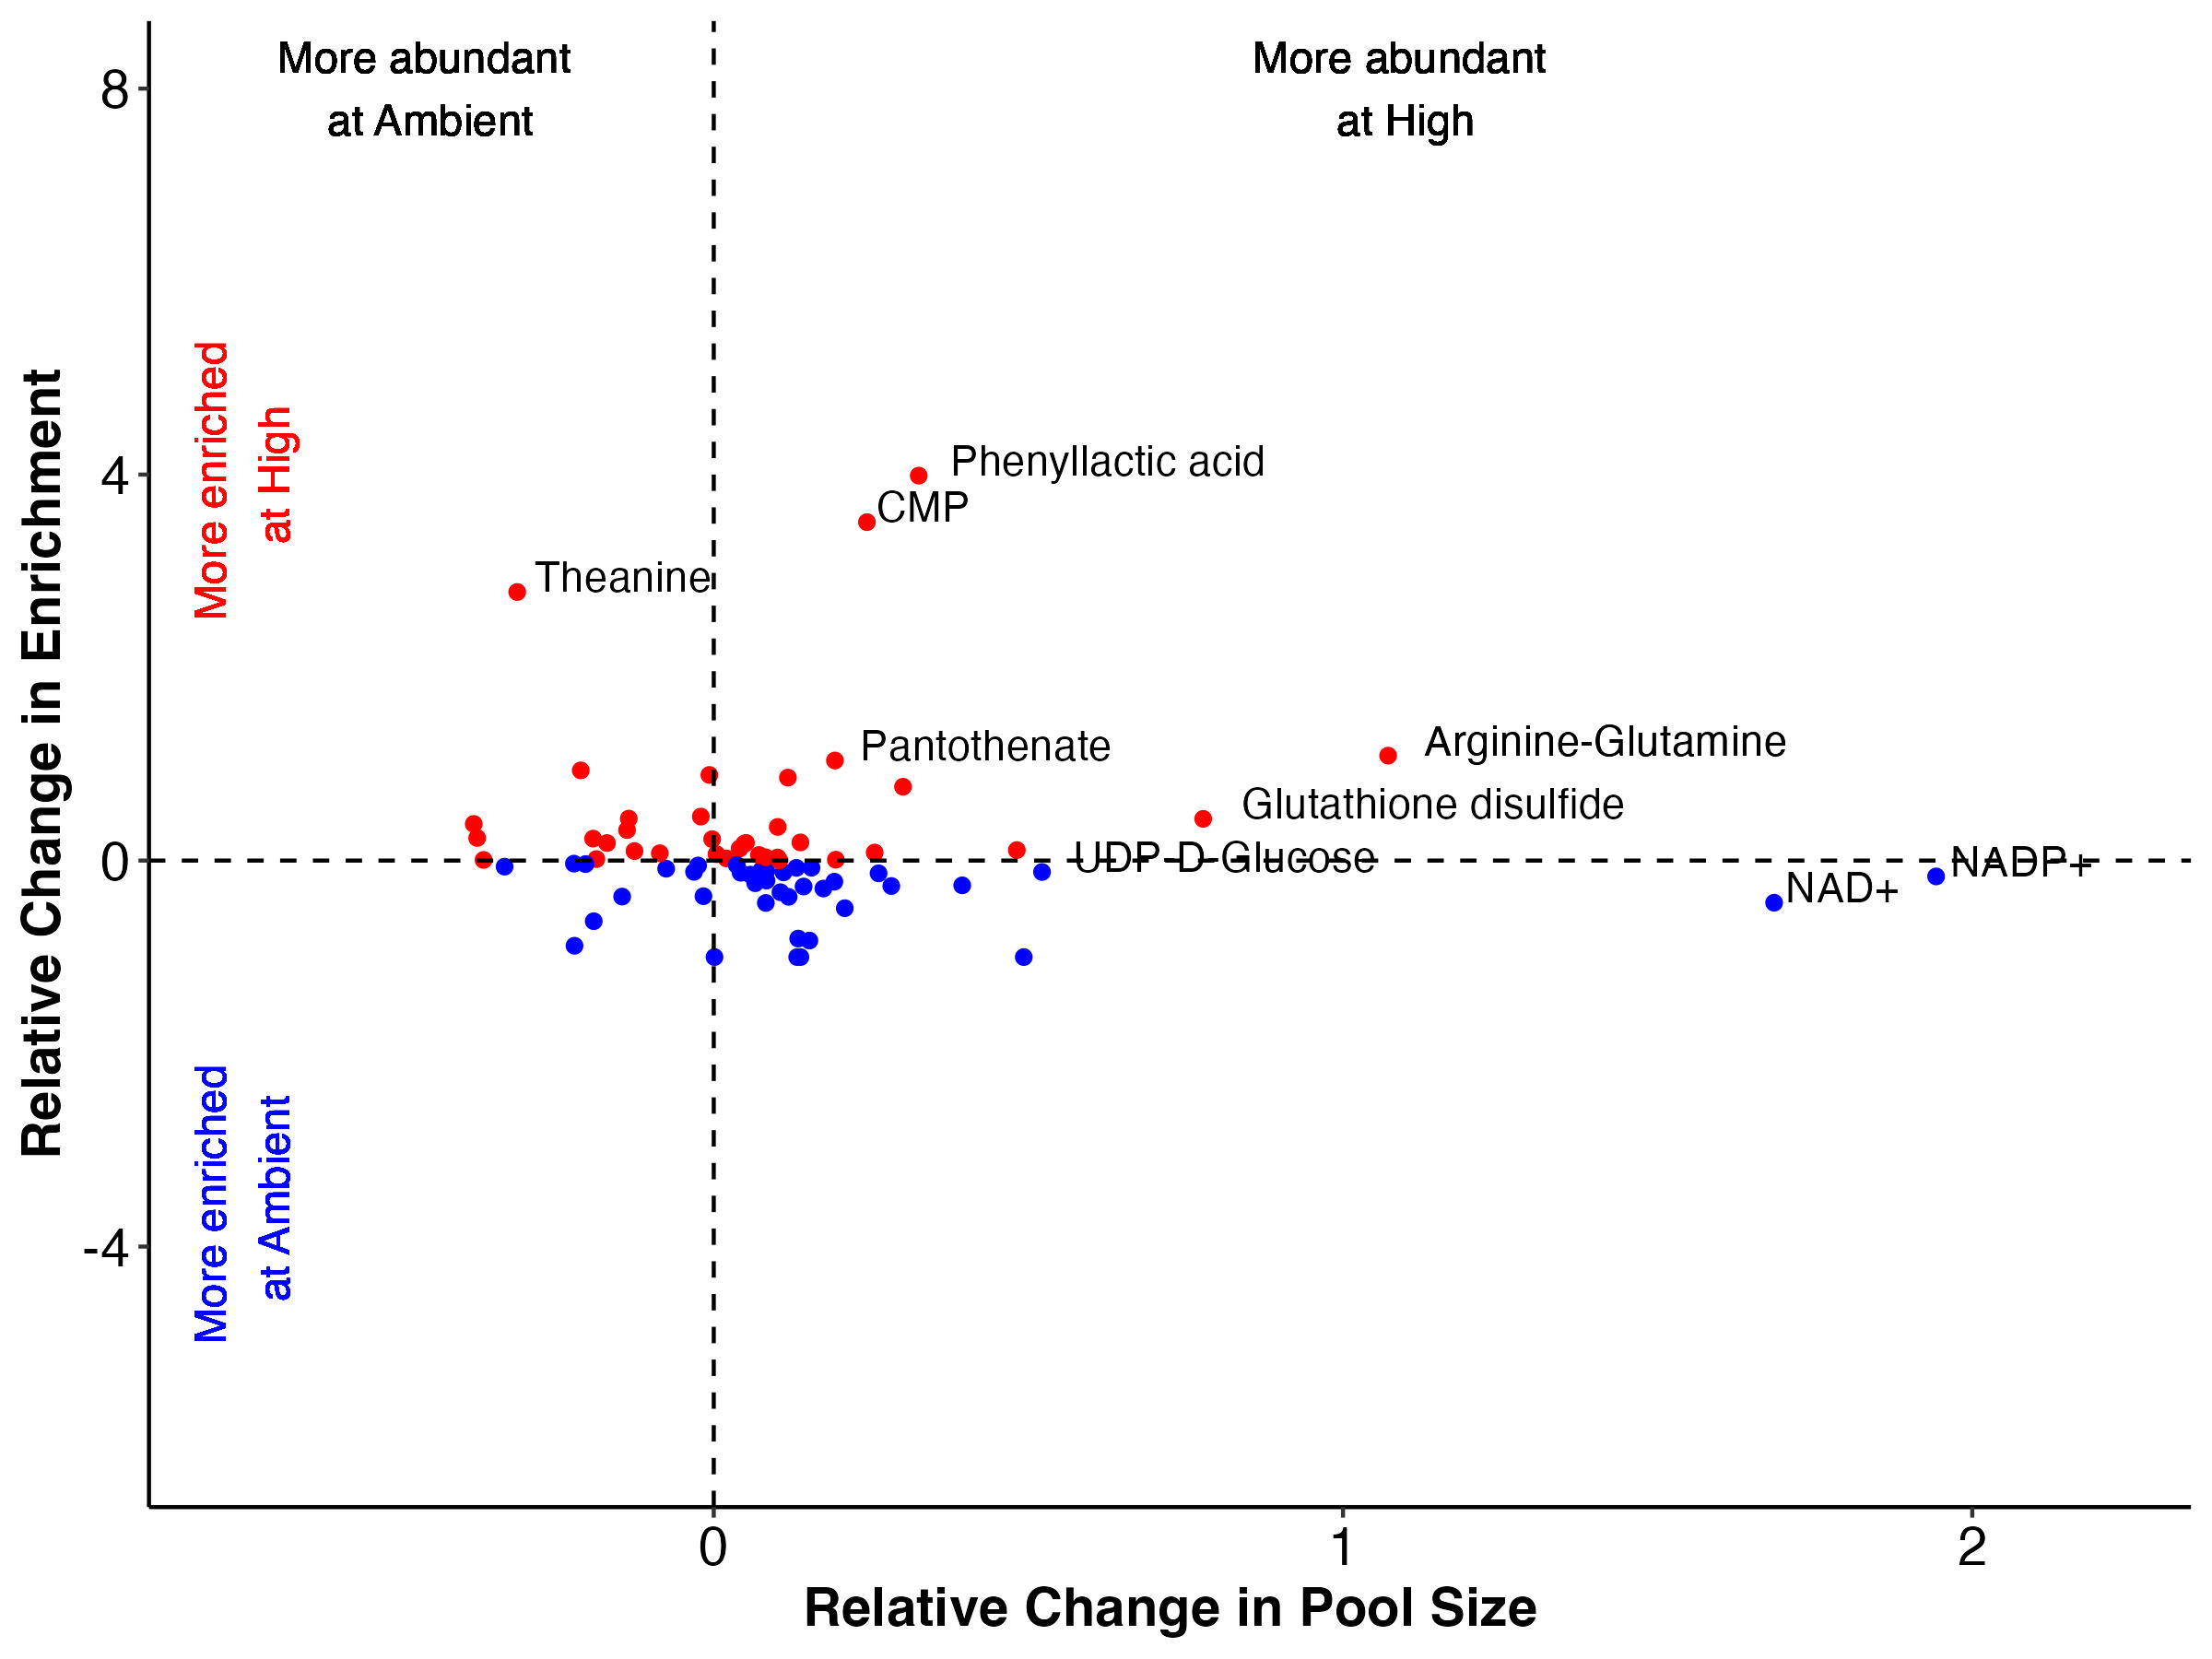 More abundant
at Ambient
More abundant
at High
8
4
0
-4
Relative Change in Enrichment
More enriched
at High
More enriched
at Ambient
Phenyllactic acid
CMP
Theanine
Pantothenate
Arginine-Glutamine
Glutathione disulfide
UDP-D-Glucose
NADP+
NAD+
0
1
2
Relative Change in Pool Size